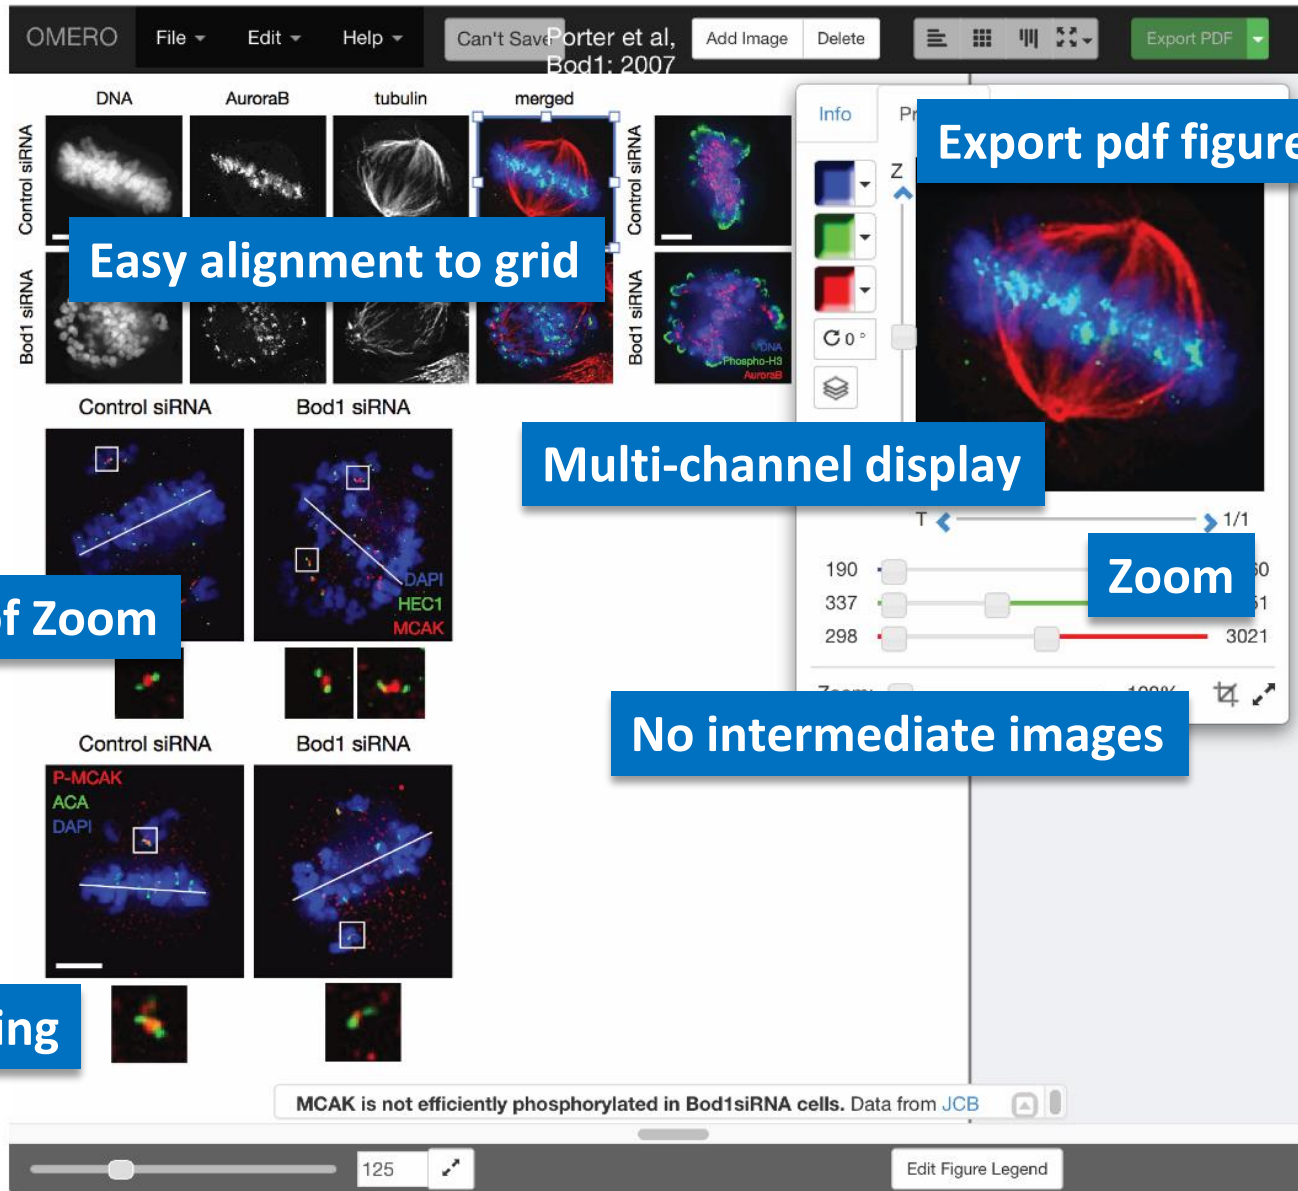 OMERO File Edit Help Can't Save Porter et al, Bod1: 2007 Add Image Delete Export PDF
DNA AuroraB tubulin merged
Control siRNA
Bod1 siRNA
Control siRNA
Bod1 siRNA
DNA
Phospho-H3
AuroraB
Info
Export pdf figure
Z
0 °
Easy alignment to grid
Control siRNA Bod1 siRNA
Multi-channel display
DAPI
HEC1
MCAK
T 1/1
190
337
298 3021
Zoom
of Zoom
No intermediate images
Control siRNA Bod1 siRNA
P-MCAK
ACA
DAPI
ing
MCAK is not efficiently phosphorylated in Bod1siRNA cells. Data from JCB
125 Edit Figure Legend